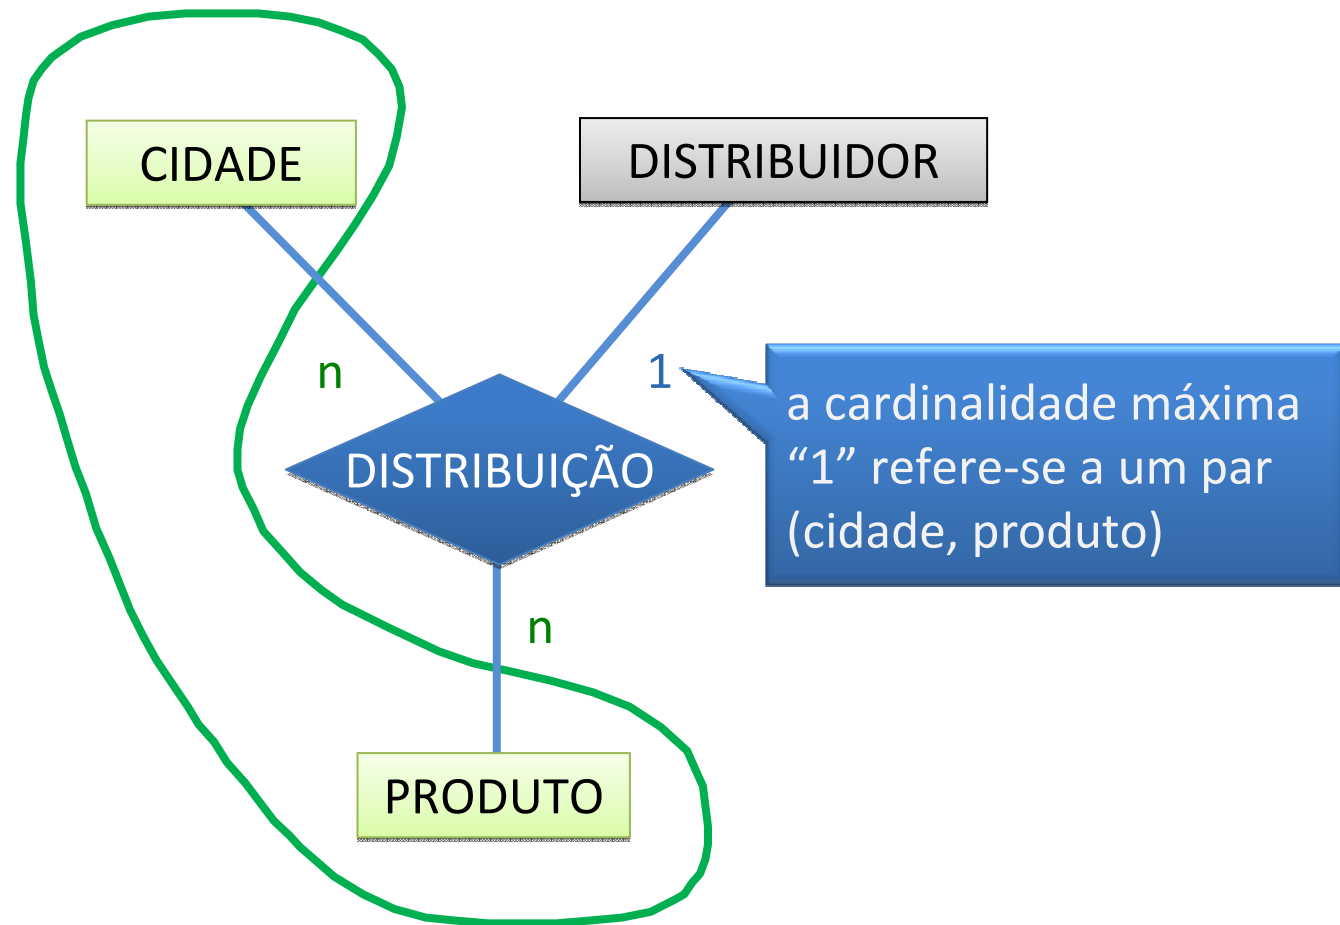 CIDADE
DISTRIBUIDOR
n
1
a cardinalidade máxima
“1” refere-se a um par
(cidade, produto)
DISTRIBUIÇÃO
n
PRODUTO